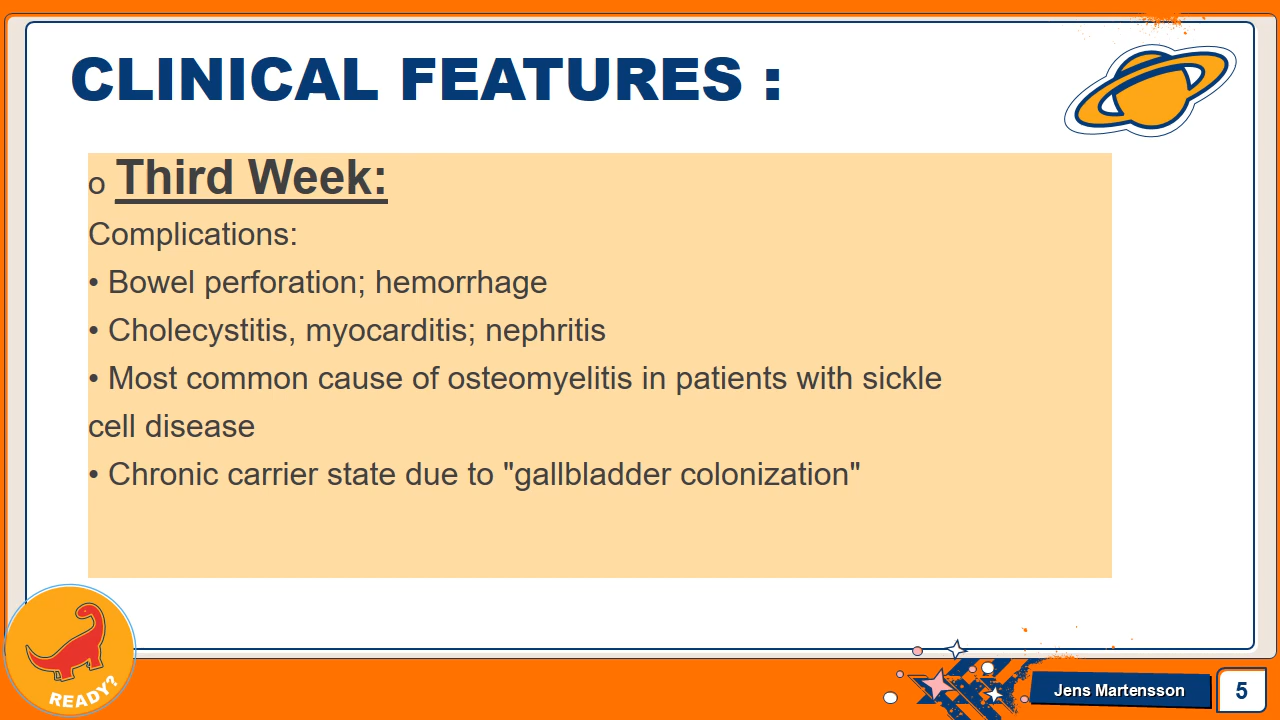 CLINICAL FEATURES :
o Third Week:
Complications:
• Bowel perforation; hemorrhage
• Cholecystitis, myocarditis; nephritis
• Most common cause of osteomyelitis in patients with sickle
cell disease
• Chronic carrier state due to "gallbladder colonization"
READY?
Jens Martensson
5